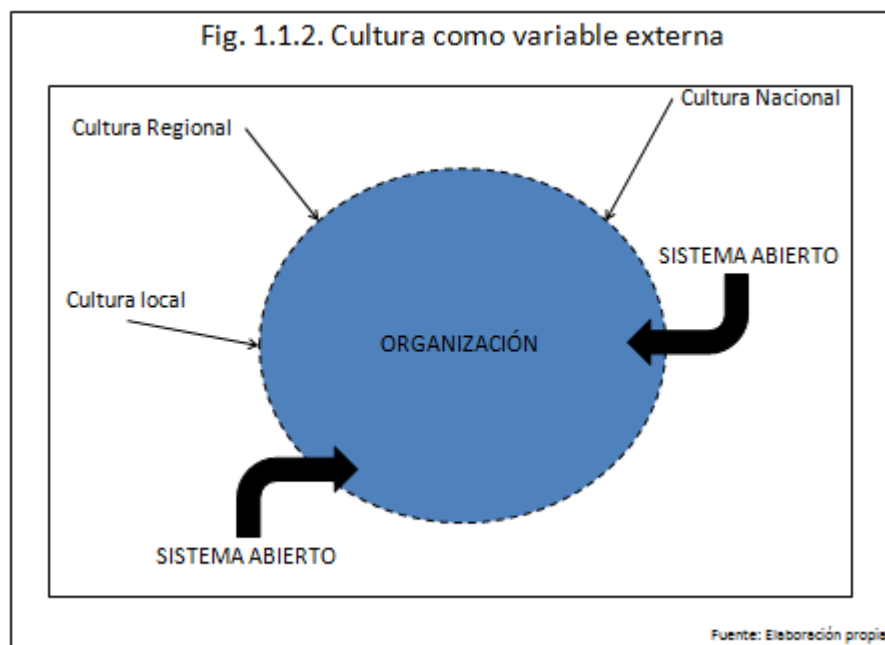 Fig. 1.1.2. Cultura como variable externa
Cultura Nacional
Cultura Regional
SISTEMA ABIERTO
Cultura local
ORGANIZACIÓN
SISTEMA ABIERTO
Fuente: Elaboración propia